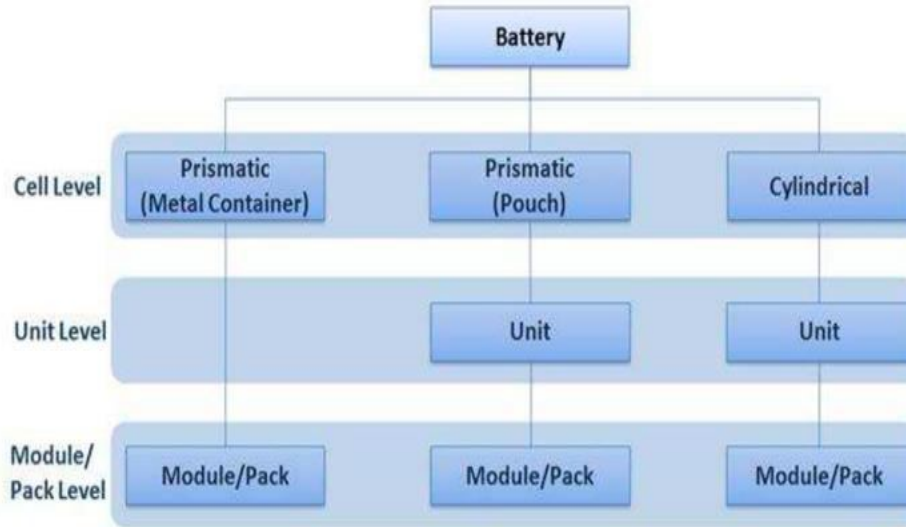 Battery
Cell Level
Prismatic
(Metal Container)
Prismatic
(Pouch)
Cylindrical
Unit Level
Unit
Unit
Module/
Pack Level
Module/Pack
Module/Pack
Module/Pack